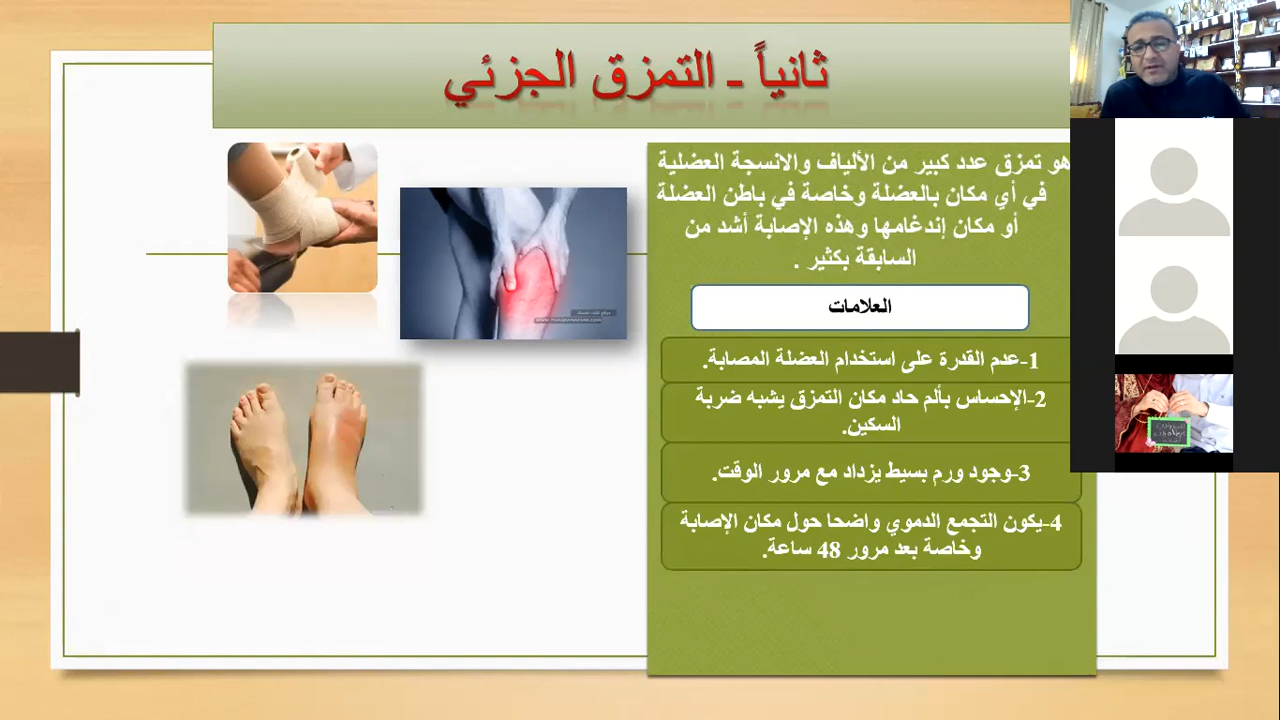 ثانياً ـ التمزق الجزئي
هو تمزق عدد كبير من الألياف والانسجة العضلية
في أي مكان بالعضلة وخاصة في باطن العضلة
أو مكان إندغامها وهذه الإصابة أشد من
السابقة بكثير .
العلامات
1-عدم القدرة على استخدام العضلة المصابة.
2-الإحساس بألم حاد مكان التمزق يشبه ضربة
السكين.
3-وجود ورم بسيط يزداد مع مرور الوقت.
4-يكون التجمع الدموي واضحا حول مكان الإصابة
وخاصة بعد مرور 48 ساعة.